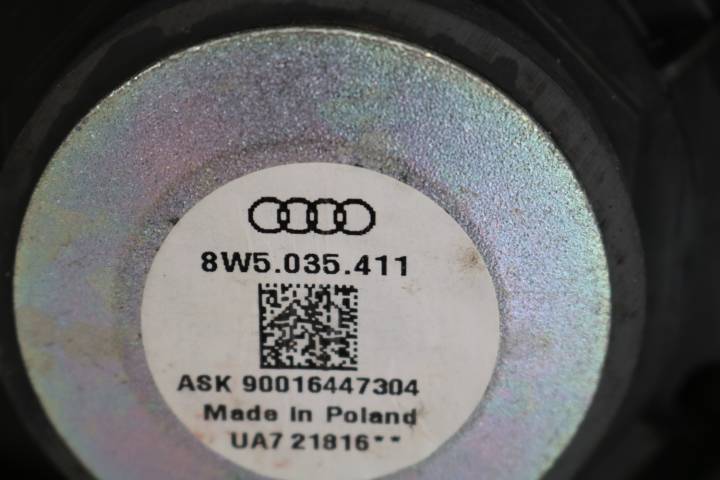 8W5.035.411
ASK 90016447304
Made In Poland
UA7 21816**